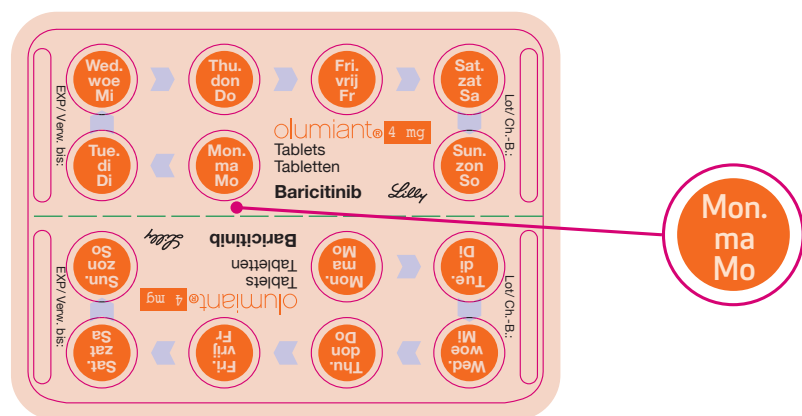 Wed.
woe
Mi
Thu.
don
Do
Fri.
vrij
Fr
Sat.
zat
Sa
EXP/ Verw. bis:
Lot/ Ch.-B.:
Tue.
di
Di
Mon.
ma
Mo
olumiant® 4 mg
Tablets
Tabletten
Baricitinib Lilly
Sun.
zon
So
Mon.
ma
Mo
Sun.
zon
So
Lilly
Baricitinib
Tabletten
Tablets
olumiant® 4 mg
Mon.
ma
Mo
Tue.
di
Di
EXP/ Verw. bis:
Lot/ Ch.-B.:
Sat.
zat
Sa
Fri.
vrij
Fr
Thu.
don
Do
Wed.
woe
Mi